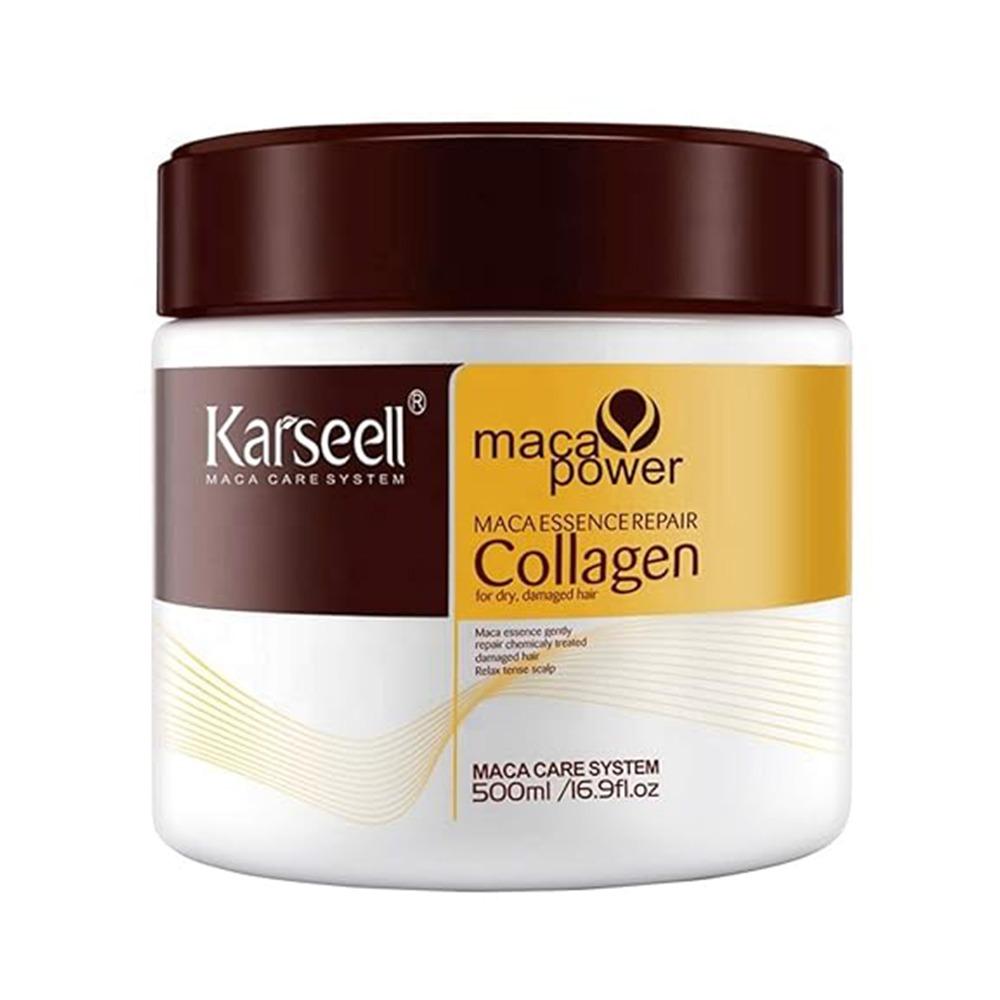 Karseell®
MACA CARE SYSTEM
maca
power
MACA ESSENCE REPAIR
Collagen
for dry, damaged hair
Maca essence gently
repair chemicaly treated
damaged hair
Relax tense scalp
MACA CARE SYSTEM
500ml /16.9fl.oz